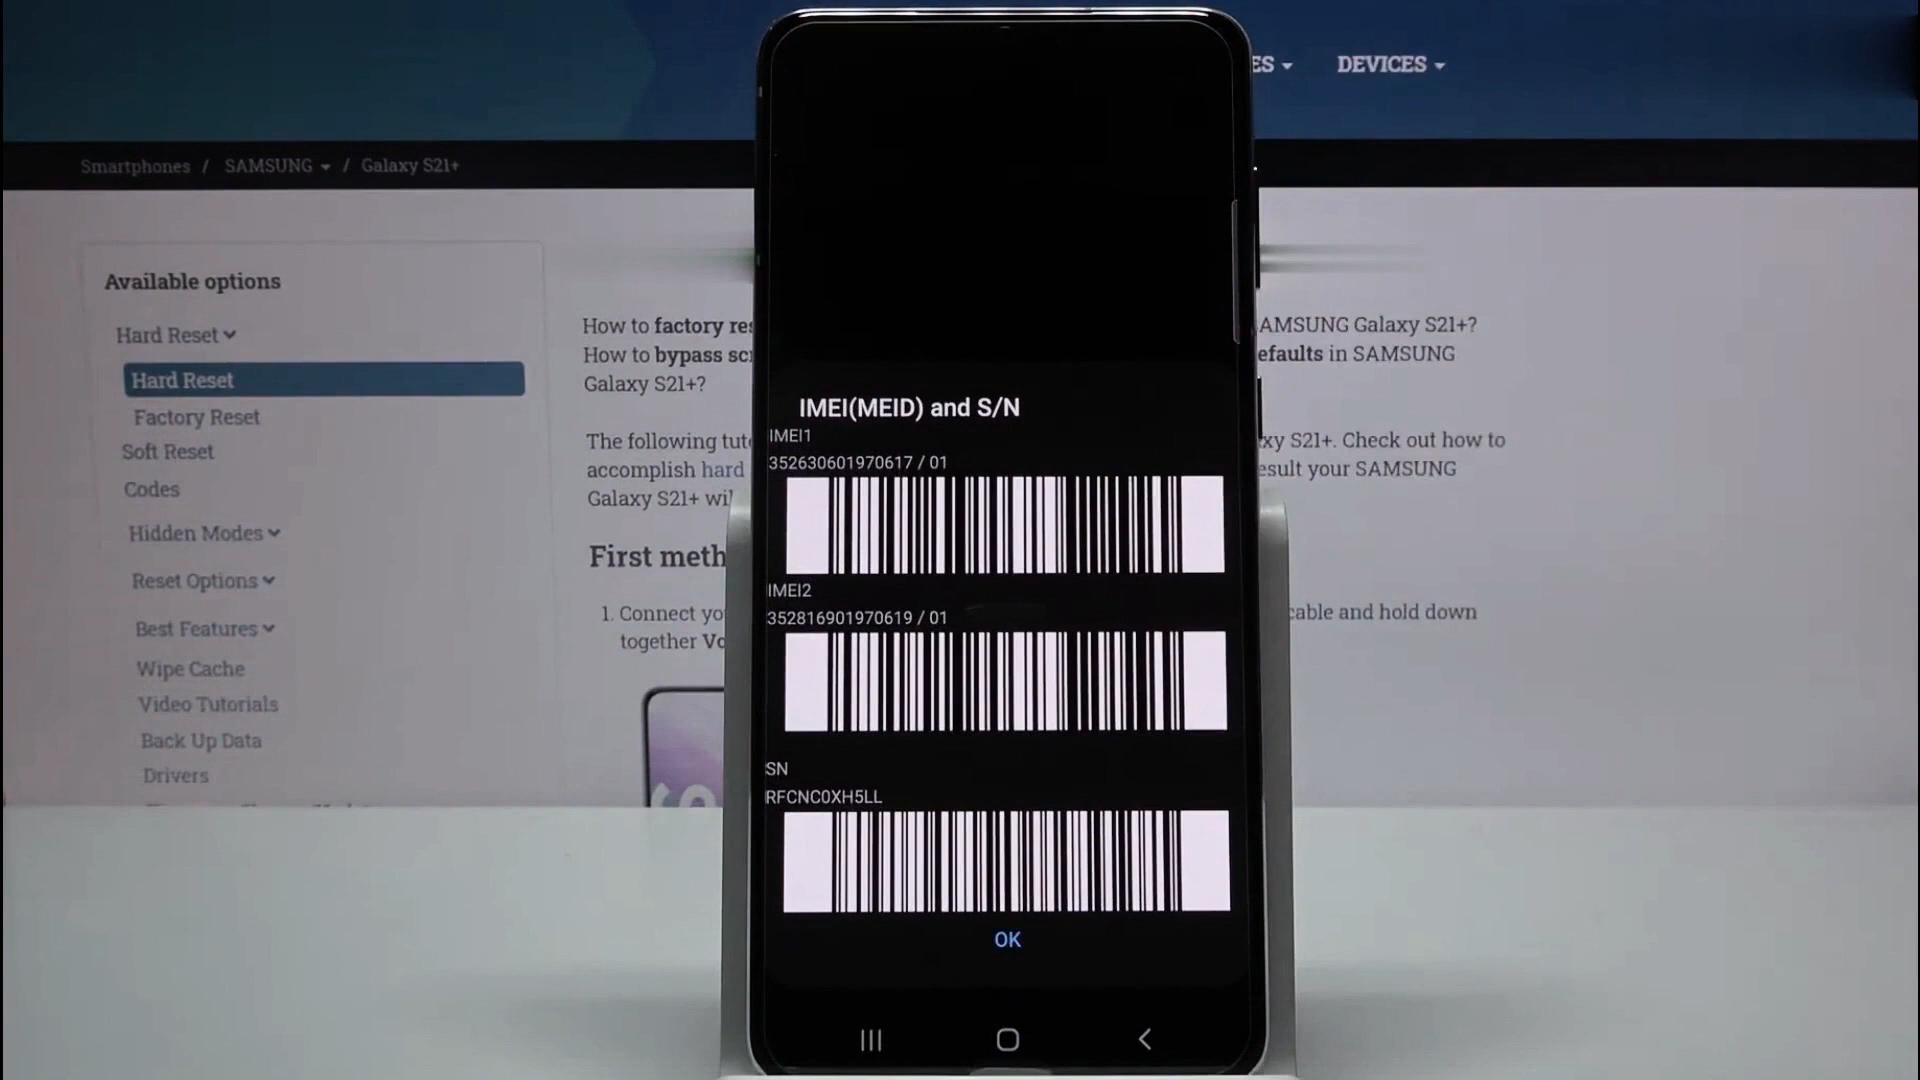 ES
DEVICES
Smartphones / SAMSUNG / Galaxy S21+
Available options
Hard Reset
Hard Reset
Factory Reset
Soft Reset
Codes
Hidden Modes
Reset Options
Best Features
Wipe Cache
Video Tutorials
Back Up Data
Drivers
How to factory res
AMSUNG Galaxy S21+?
How to bypass scr
efaults in SAMSUNG
Galaxy S21+?
The following tuto
xy S21+. Check out how to
accomplish hard
esult your SAMSUNG
Galaxy S21+ wil
First meth
1. Connect yo
cable and hold down
together Vo
IMEI(MEID) and S/N
IMEI1
352630601970617 / 01
IMEI2
352816901970619 / 01
SN
RFCNC0XH5LL
OK